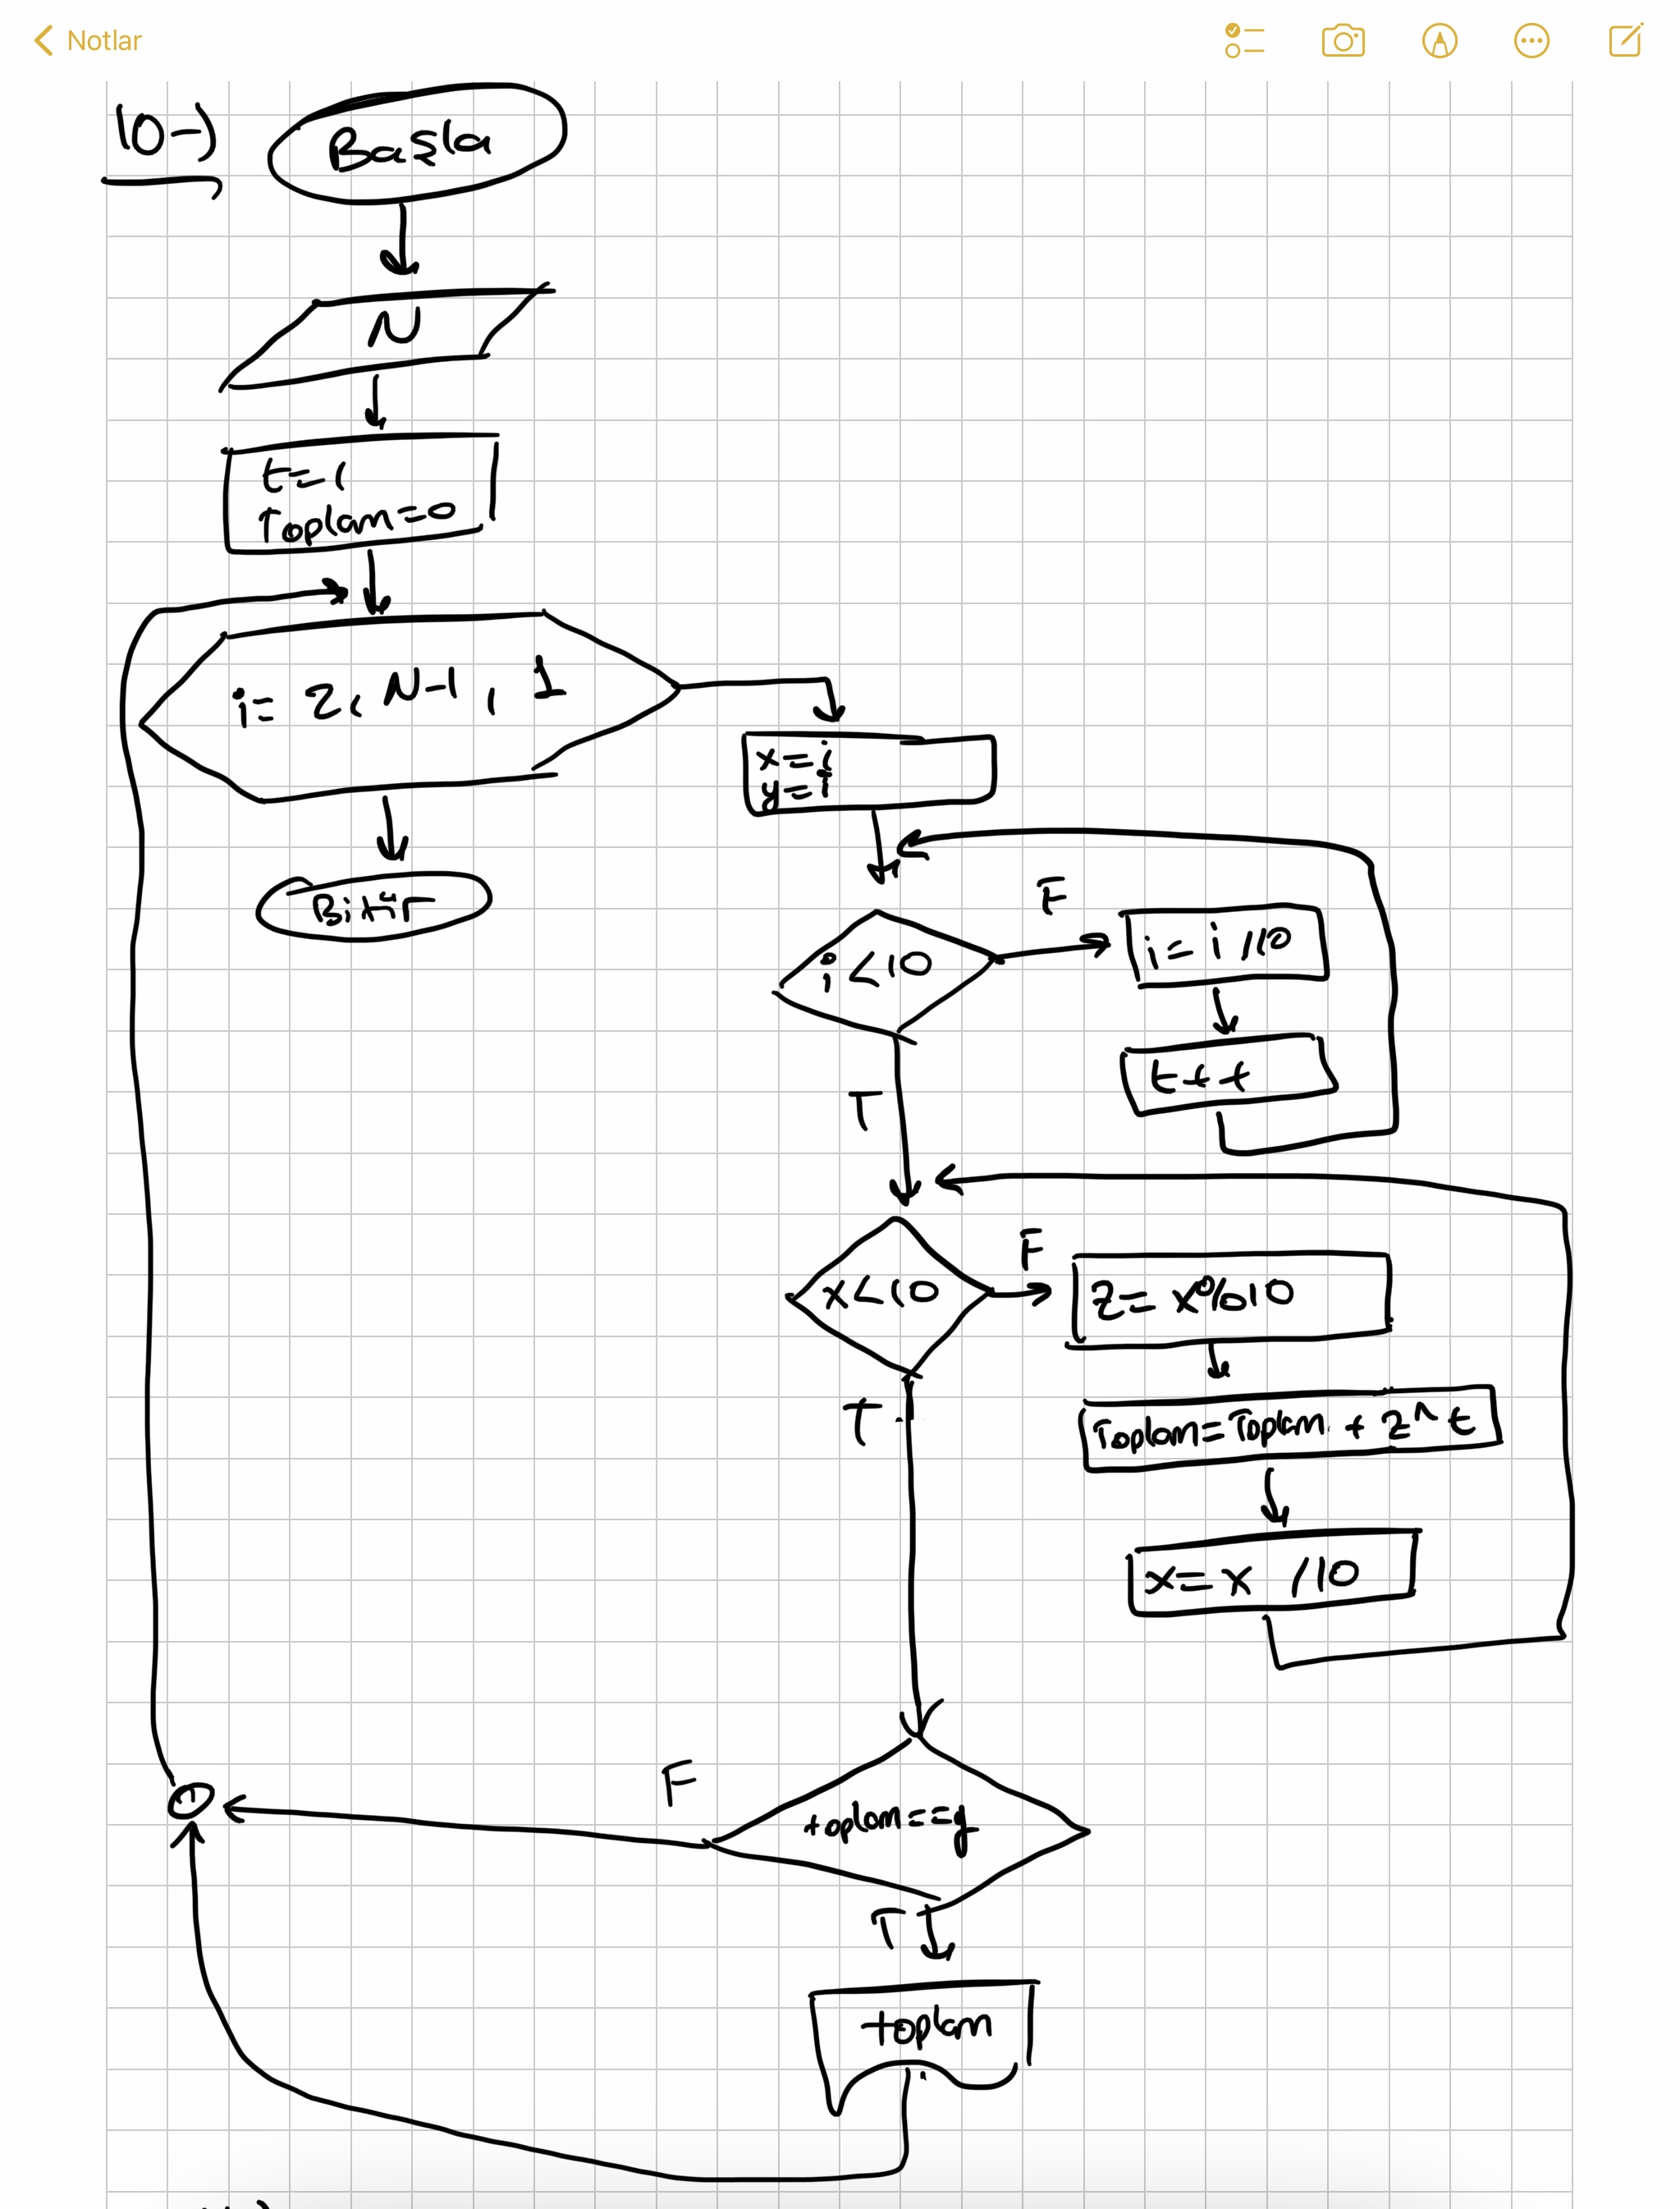 Notlar
10-)
Başla
N
t=1
Toplam=0
i= 2, N-1, 1
x=i
y=i
Bitir
i<10
F
i= i /10
t++
T
x<10
F
z= x%10
Toplam=Toplam + z^t
x=x /10
T
toplam==y
F
T
toplam